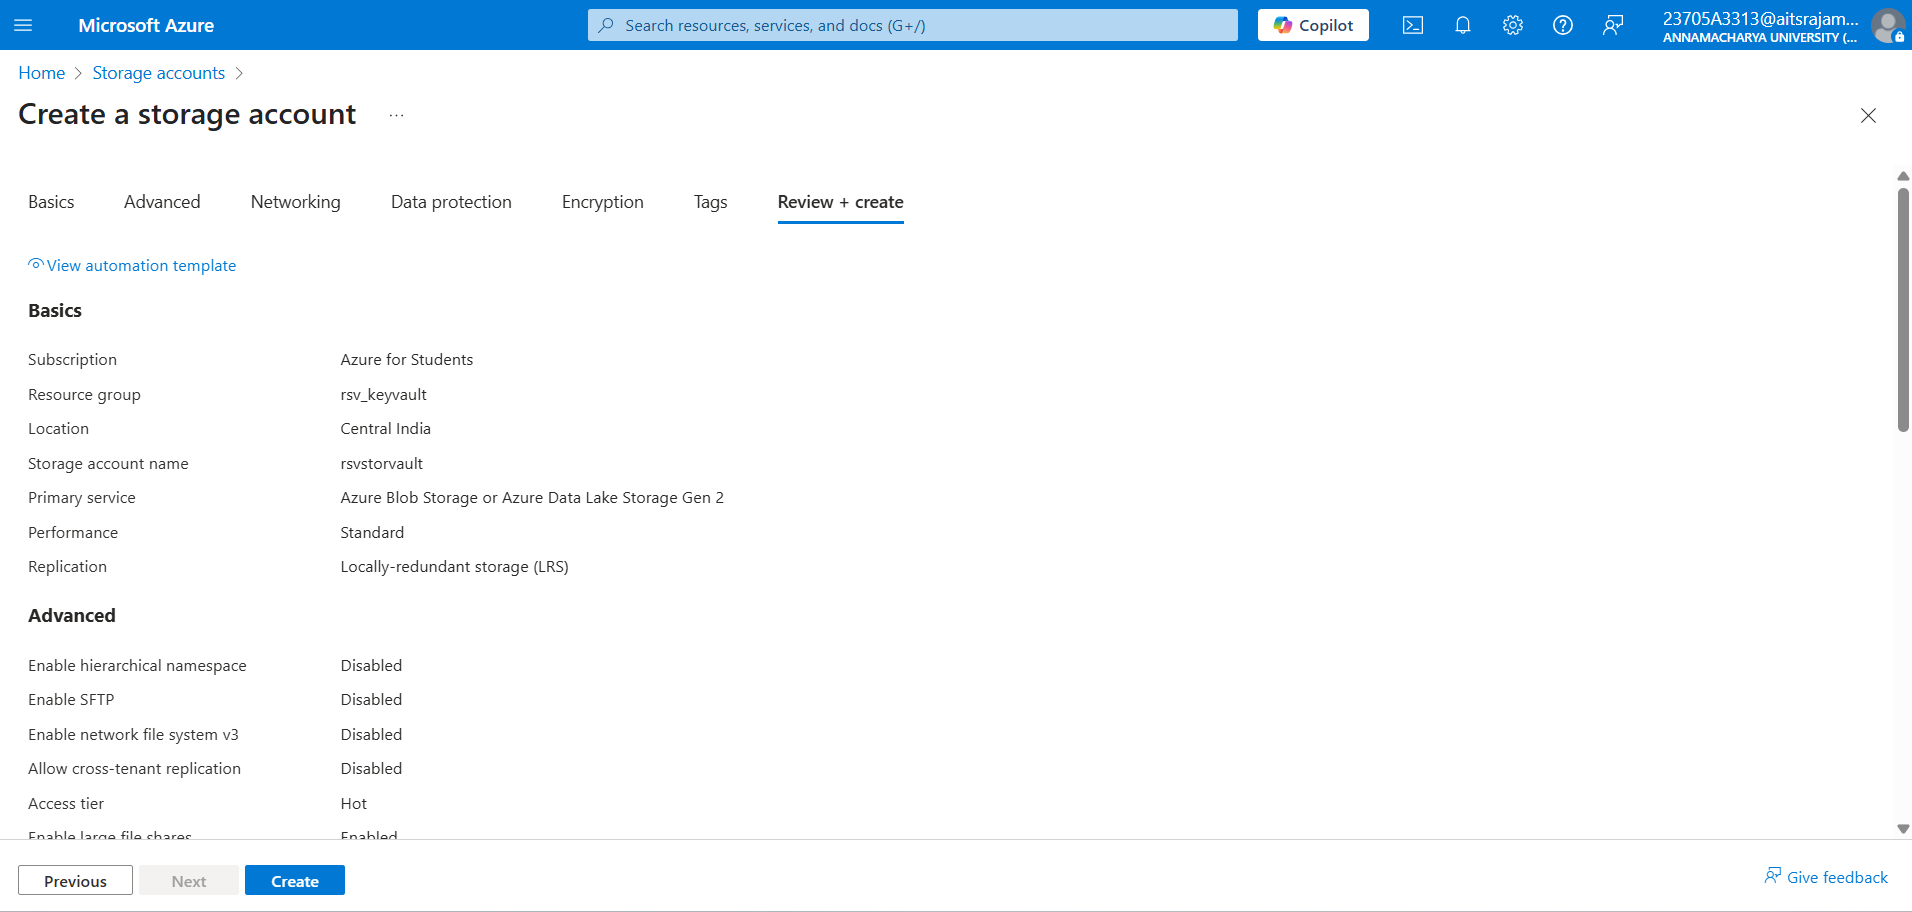 Microsoft Azure
Search resources, services, and docs (G+/)
Copilot
23705A3313@aitsrajam...
ANNAMACHARYA UNIVERSITY (...
Home > Storage accounts >
Create a storage account ...
Basics Advanced Networking Data protection Encryption Tags Review + create
View automation template
Basics
Subscription Azure for Students
Resource group rsv_keyvault
Location Central India
Storage account name rsvstorvault
Primary service Azure Blob Storage or Azure Data Lake Storage Gen 2
Performance Standard
Replication Locally-redundant storage (LRS)
Advanced
Enable hierarchical namespace Disabled
Enable SFTP Disabled
Enable network file system v3 Disabled
Allow cross-tenant replication Disabled
Access tier Hot
Enable large file shares Enabled
Previous Next Create
Give feedback